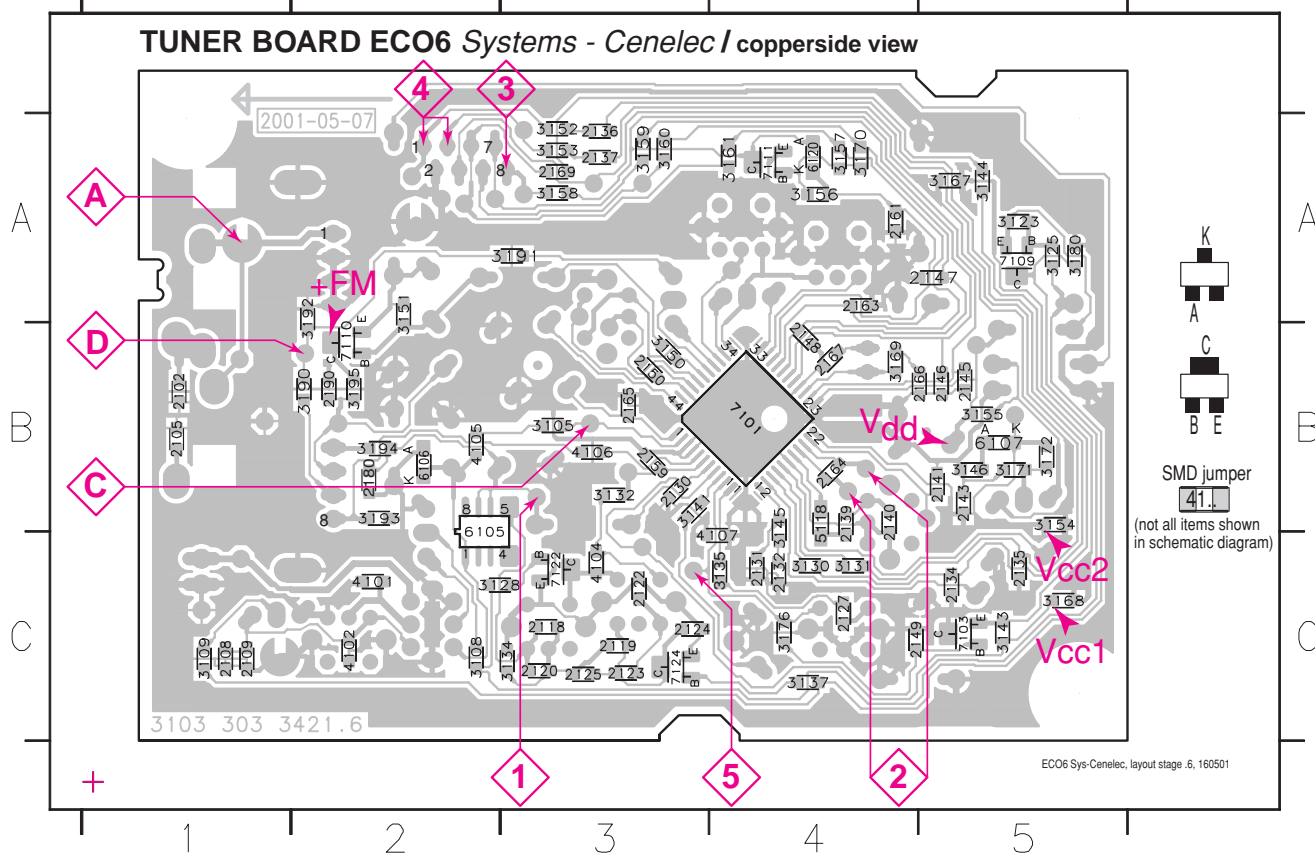 TUNER BOARD ECO6 Systems - Cenelec / copperside view
2001-05-07
4
3
1
7
2
8
3152
2136
3153
2137
2169
3158
3159
3160
3161
C
7111
E
B
A
6120
K
3157
3170
3156
3167
3144
A
A
A
1
2161
3123
E
B
7109
C
3125
3180
K
A
3191
2147
+FM
3192
3151
2163
D
7110
E
C
B
3150
2150
34
33
2148
2167
3169
C
B E
3190
2190
3195
2102
2166
2146
2145
B
B
2105
44
7101
23
1
22
2165
3105
4106
2159
Vdd
3155
A
K
6107
3172
3194
A
6106
K
4105
2180
C
3132
2130
3141
11
12
2164
2141
3146
3171
2143
SMD jumper
41..
(not all items shown
in schematic diagram)
8
3193
8
5
6105
1
4
4107
3145
5118
2139
2140
3154
Vcc2
4101
3128
B
7122
E
C
4104
2122
3135
2131
2132
3130
3131
2134
2135
3168
Vcc1
C
C
3109
2108
2109
4102
3108
3134
2118
2119
2124
2120
2125
2123
C
7124
E
B
3176
2127
3137
2149
C
7103
E
B
3143
3103 303 3421.6
1
5
2
ECO6 Sys-Cenelec, layout stage .6, 160501
1
2
3
4
5